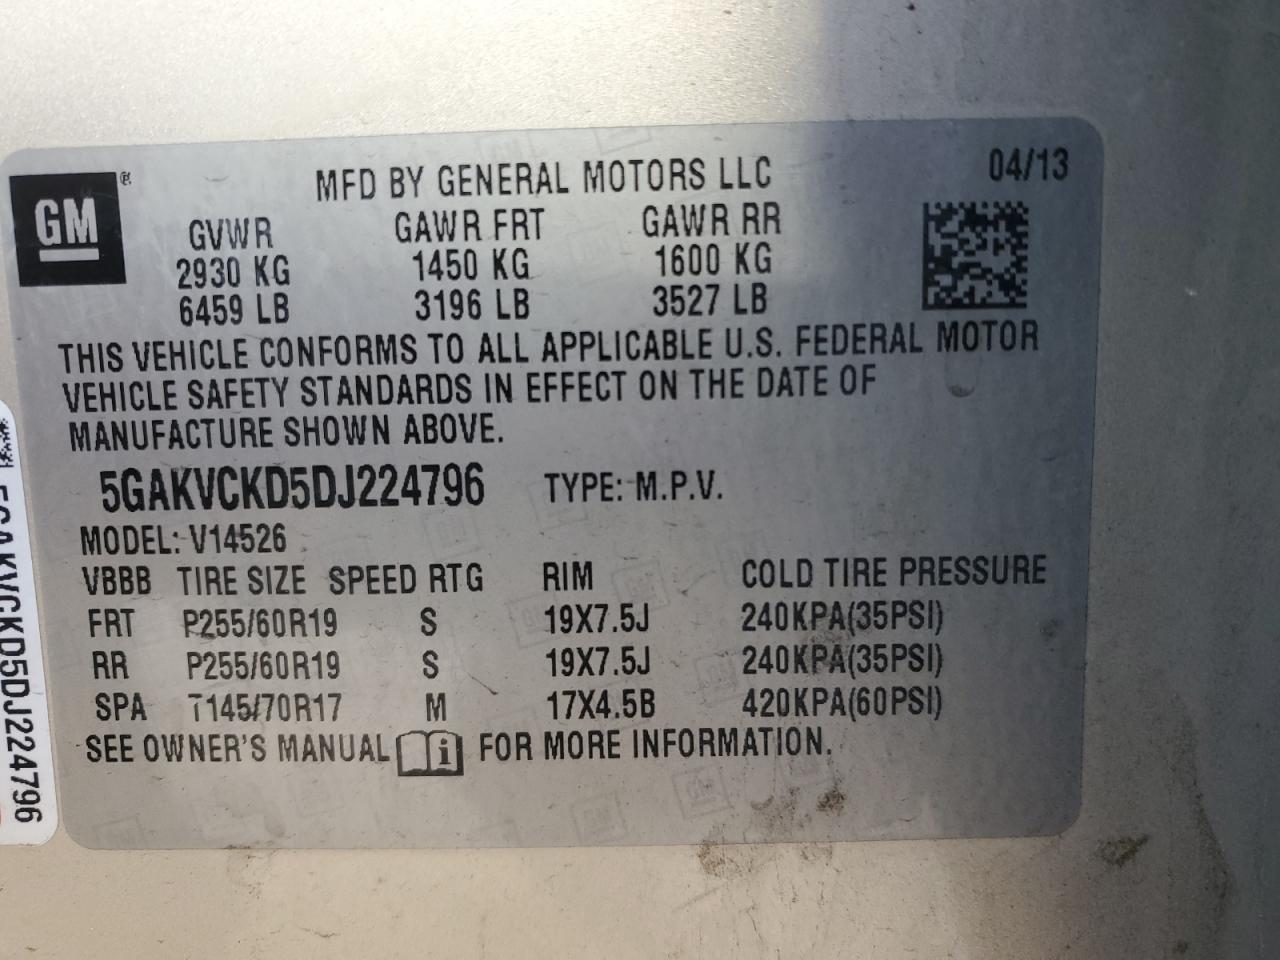 MFD BY GENERAL MOTORS LLC 04/13
GM
GVWR GAWR FRT GAWR RR
2930 KG 1450 KG 1600 KG
6459 LB 3196 LB 3527 LB
THIS VEHICLE CONFORMS TO ALL APPLICABLE U.S. FEDERAL MOTOR
VEHICLE SAFETY STANDARDS IN EFFECT ON THE DATE OF
MANUFACTURE SHOWN ABOVE.
5GAKVCKD5DJ224796 TYPE: M.P.V.
MODEL: V14526
VBBB TIRE SIZE SPEED RTG RIM COLD TIRE PRESSURE
FRT P255/60R19 S 19X7.5J 240KPA(35PSI)
RR P255/60R19 S 19X7.5J 240KPA(35PSI)
SPA T145/70R17 M 17X4.5B 420KPA(60PSI)
SEE OWNER'S MANUAL i FOR MORE INFORMATION.
5GAKVCKD5DJ224796